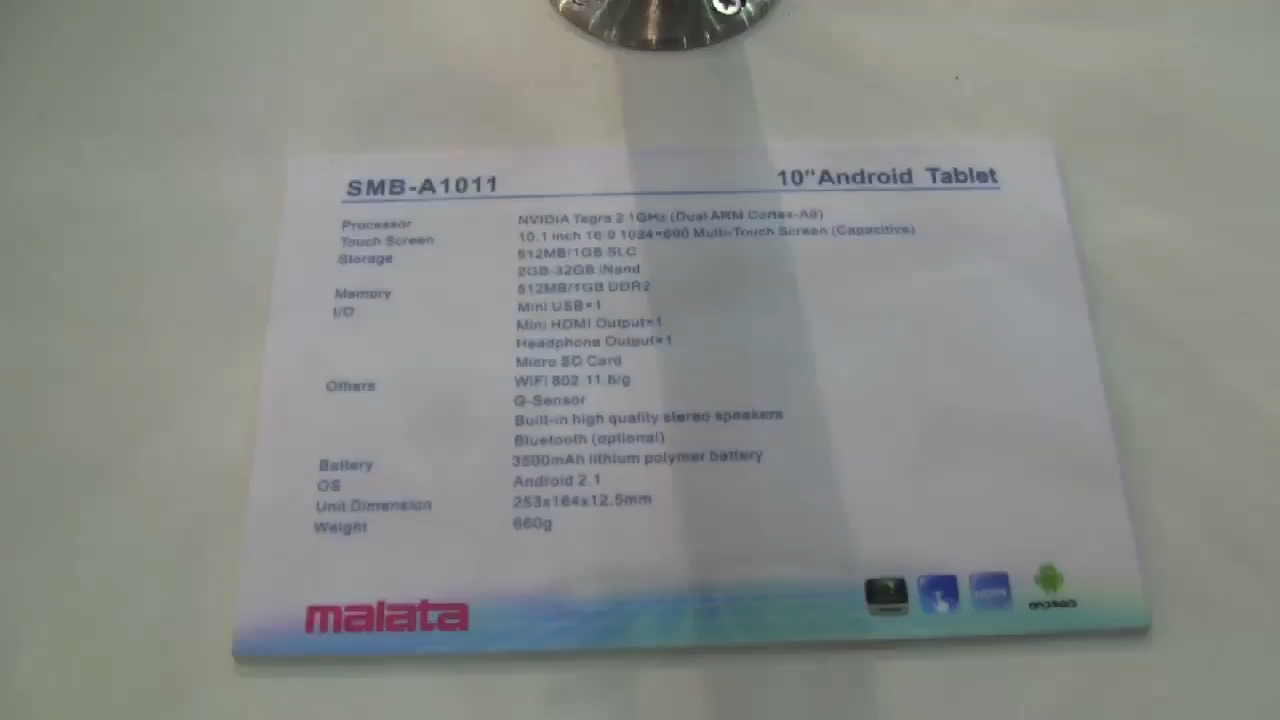 SMB-A1011 10"Android Tablet
Processor NVIDIA Tegra 2 1GHz (Dual ARM Cortex-A9)
Touch Screen 10.1 inch 16:9 1024*600 Multi-Touch Screen (Capacitive)
Storage 512MB/1GB SLC
2GB-32GB iNand
Memory 512MB/1GB DDR2
I/O Mini USB*1
Mini HDMI Output*1
Headphone Output*1
Micro SD Card
Others WiFi 802.11 b/g
G-Sensor
Built-in high quality stereo speakers
Bluetooth (optional)
Battery lithium polymer battery
OS Android 2.1
Unit Dimension 253x164x12.5mm
Weight 660g
malata
HDMI
ANDROID